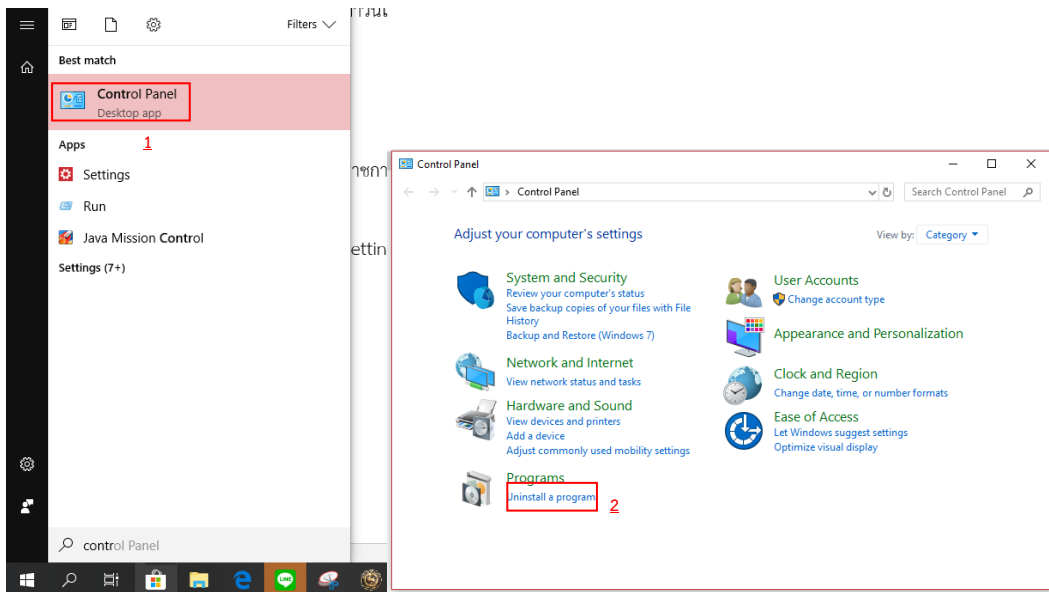 Filters
Best match
Control Panel
Desktop app
1
Apps
Settings
Run
Java Mission Control
Settings (7+)
control Panel
ettin
LINE
Control Panel
Control Panel
Search Control Panel
Adjust your computer's settings
View by: Category
System and Security
Review your computer's status
Save backup copies of your files with File
History
Backup and Restore (Windows 7)
Network and Internet
View network status and tasks
Hardware and Sound
View devices and printers
Add a device
Adjust commonly used mobility settings
Programs
Uninstall a program
2
User Accounts
Change account type
Appearance and Personalization
Clock and Region
Change date, time, or number formats
Ease of Access
Let Windows suggest settings
Optimize visual display